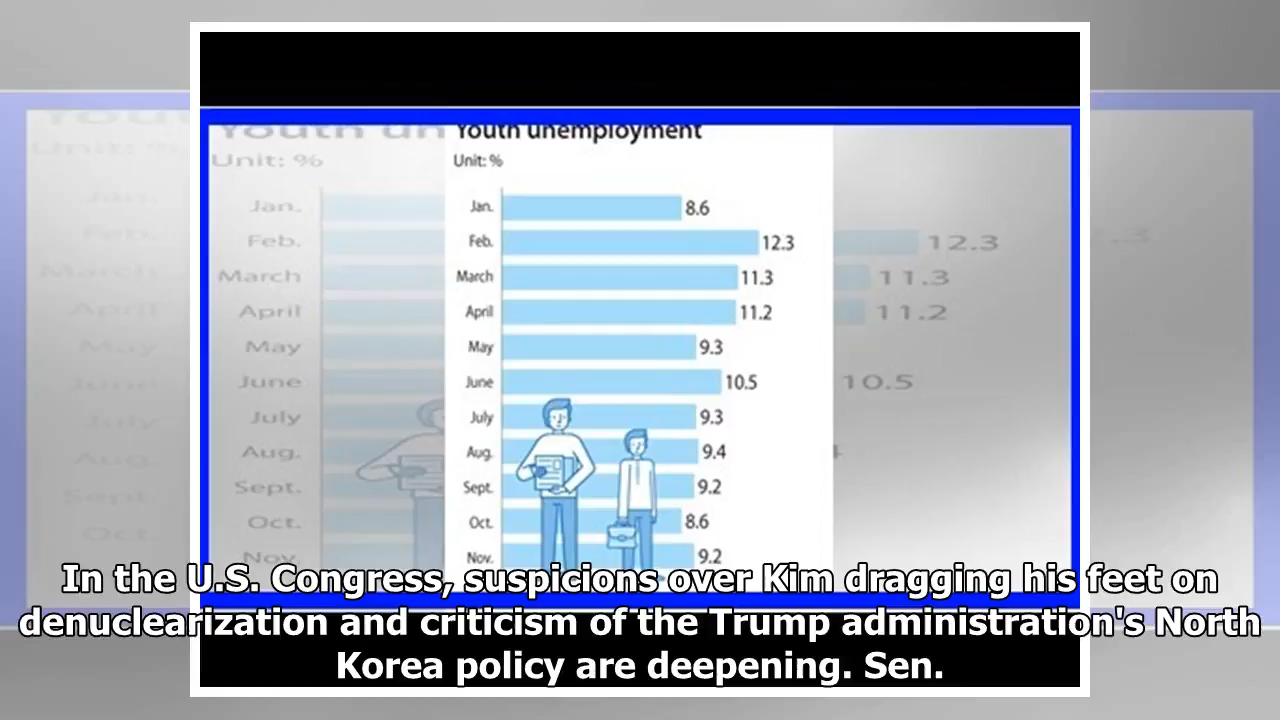 Youth unemployment
Unit: %
Jan. 8.6
Feb. 12.3
March 11.3
April 11.2
May 9.3
June 10.5
July 9.3
Aug. 9.4
Sept. 9.2
Oct. 8.6
Nov. 9.2
In the U.S. Congress, suspicions over Kim dragging his feet on
denuclearization and criticism of the Trump administration's North
Korea policy are deepening. Sen.